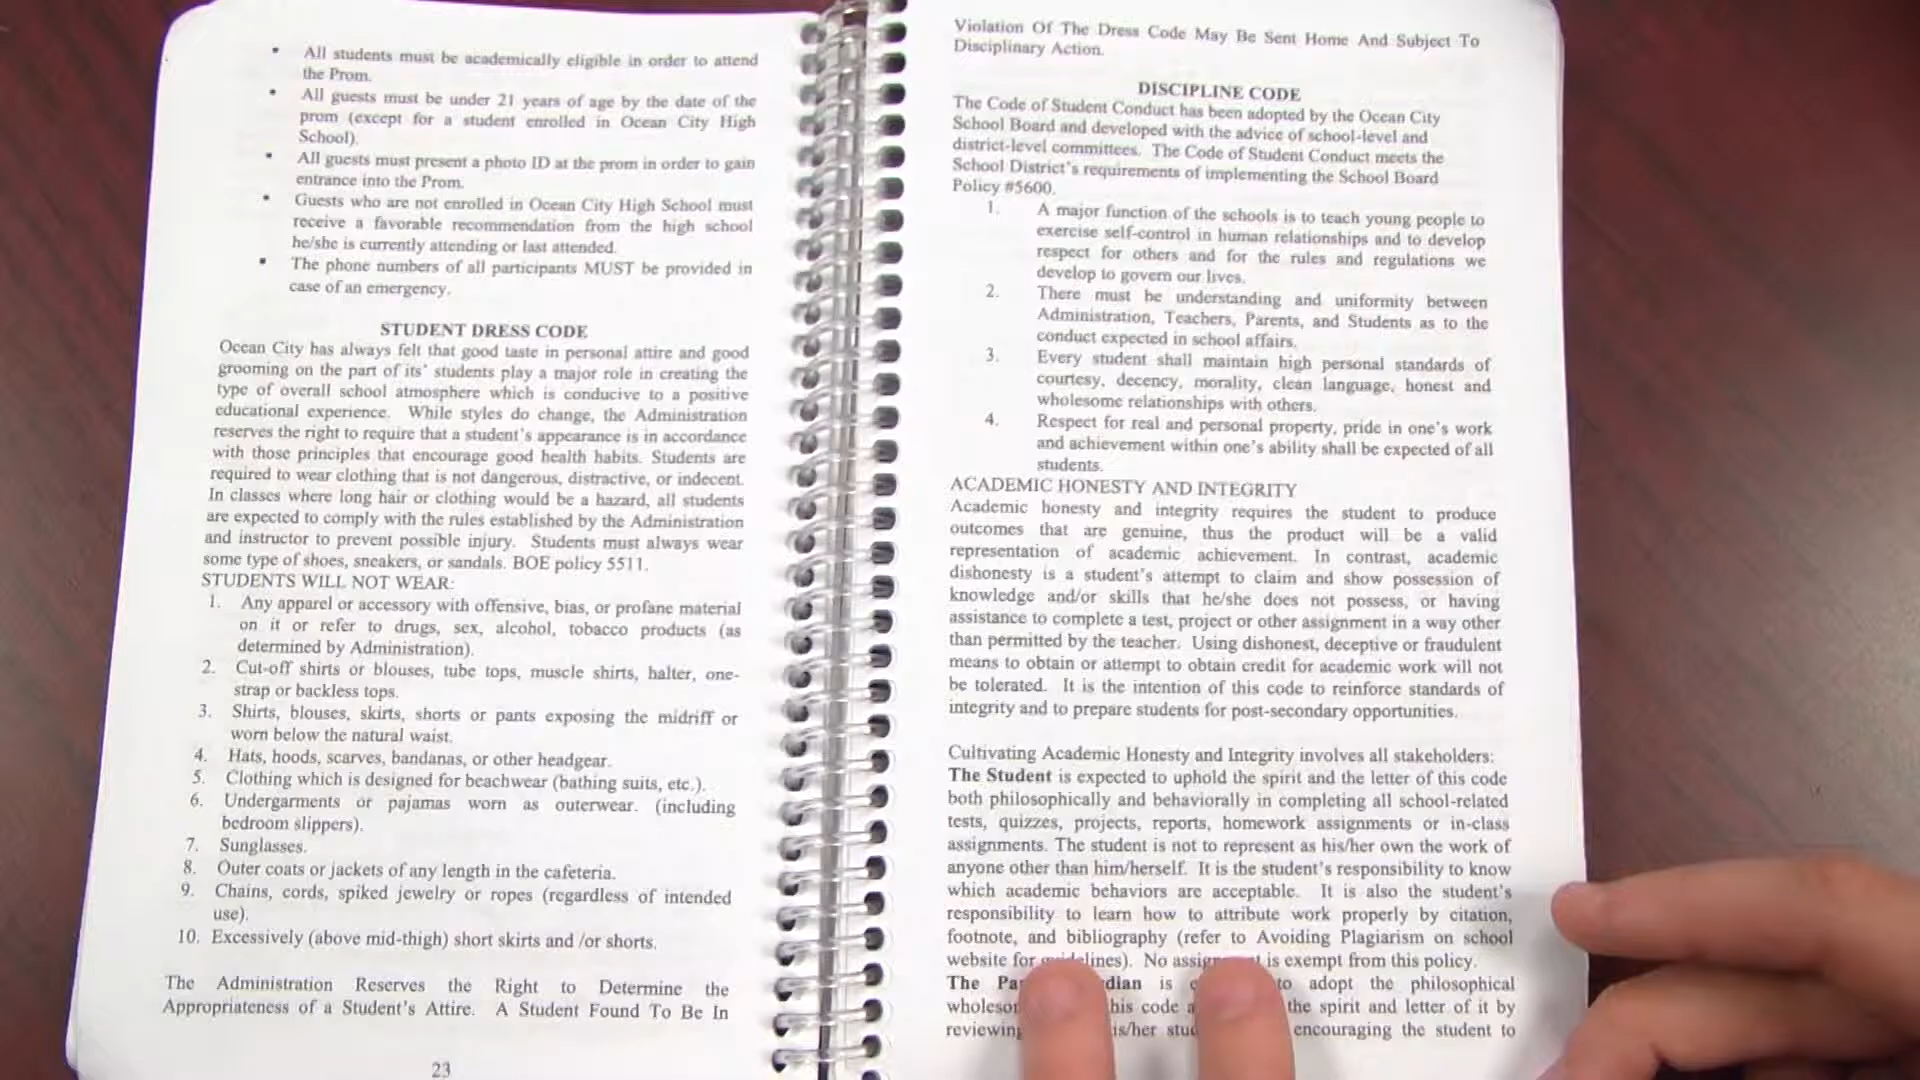 • All students must be academically eligible in order to attend
the Prom.
• All guests must be under 21 years of age by the date of the
prom (except for a student enrolled in Ocean City High
School).
• All guests must present a photo ID at the prom in order to gain
entrance into the Prom.
• Guests who are not enrolled in Ocean City High School must
receive a favorable recommendation from the high school
he/she is currently attending or last attended.
• The phone numbers of all participants MUST be provided in
case of an emergency.
STUDENT DRESS CODE
Ocean City has always felt that good taste in personal attire and good
grooming on the part of its' students play a major role in creating the
type of overall school atmosphere which is conducive to a positive
educational experience. While styles do change, the Administration
reserves the right to require that a student's appearance is in accordance
with those principles that encourage good health habits. Students are
required to wear clothing that is not dangerous, distractive, or indecent.
In classes where long hair or clothing would be a hazard, all students
are expected to comply with the rules established by the Administration
and instructor to prevent possible injury. Students must always wear
some type of shoes, sneakers, or sandals. BOE policy 5511.
STUDENTS WILL NOT WEAR:
1. Any apparel or accessory with offensive, bias, or profane material
on it or refer to drugs, sex, alcohol, tobacco products (as
determined by Administration).
2. Cut-off shirts or blouses, tube tops, muscle shirts, halter, one-
strap or backless tops.
3. Shirts, blouses, skirts, shorts or pants exposing the midriff or
worn below the natural waist.
4. Hats, hoods, scarves, bandanas, or other headgear.
5. Clothing which is designed for beachwear (bathing suits, etc.).
6. Undergarments or pajamas worn as outerwear. (including
bedroom slippers).
7. Sunglasses.
8. Outer coats or jackets of any length in the cafeteria.
9. Chains, cords, spiked jewelry or ropes (regardless of intended
use).
10. Excessively (above mid-thigh) short skirts and /or shorts.
The Administration Reserves the Right to Determine the
Appropriateness of a Student's Attire. A Student Found To Be In
23
Violation Of The Dress Code May Be Sent Home And Subject To
Disciplinary Action.
DISCIPLINE CODE
The Code of Student Conduct has been adopted by the Ocean City
School Board and developed with the advice of school-level and
district-level committees. The Code of Student Conduct meets the
School District's requirements of implementing the School Board
Policy #5600.
1. A major function of the schools is to teach young people to
exercise self-control in human relationships and to develop
respect for others and for the rules and regulations we
develop to govern our lives.
2. There must be understanding and uniformity between
Administration, Teachers, Parents, and Students as to the
conduct expected in school affairs.
3. Every student shall maintain high personal standards of
courtesy, decency, morality, clean language, honest and
wholesome relationships with others.
4. Respect for real and personal property, pride in one's work
and achievement within one's ability shall be expected of all
students.
ACADEMIC HONESTY AND INTEGRITY
Academic honesty and integrity requires the student to produce
outcomes that are genuine, thus the product will be a valid
representation of academic achievement. In contrast, academic
dishonesty is a student's attempt to claim and show possession of
knowledge and/or skills that he/she does not possess, or having
assistance to complete a test, project or other assignment in a way other
than permitted by the teacher. Using dishonest, deceptive or fraudulent
means to obtain or attempt to obtain credit for academic work will not
be tolerated. It is the intention of this code to reinforce standards of
integrity and to prepare students for post-secondary opportunities.
Cultivating Academic Honesty and Integrity involves all stakeholders:
The Student is expected to uphold the spirit and the letter of this code
both philosophically and behaviorally in completing all school-related
tests, quizzes, projects, reports, homework assignments or in-class
assignments. The student is not to represent as his/her own the work of
anyone other than him/herself. It is the student's responsibility to know
which academic behaviors are acceptable. It is also the student's
responsibility to learn how to attribute work properly by citation,
footnote, and bibliography (refer to Avoiding Plagiarism on school
website for guidelines). No assignment is exempt from this policy.
The is to adopt the philosophical
this code the spirit and letter of it by
reviewing his/her encouraging the student to